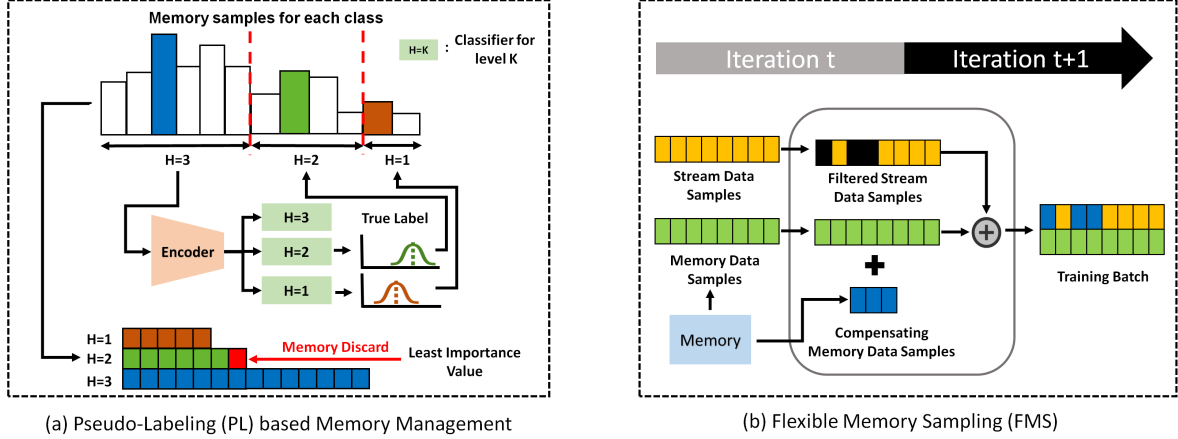 Memory samples for each class
H=K
:
Classifier for
level K
H=3
H=2
H=1
True Label
Encoder
H=3
H=2
H=1
H=1
H=2
H=3
Memory Discard
Least Importance
Value
(a) Pseudo-Labeling (PL) based Memory Management
Iteration t
Iteration t+1
Stream Data
Samples
Filtered Stream
Data Samples
Memory Data
Samples
+
+
Training Batch
Memory
Compensating
Memory Data Samples
(b) Flexible Memory Sampling (FMS)